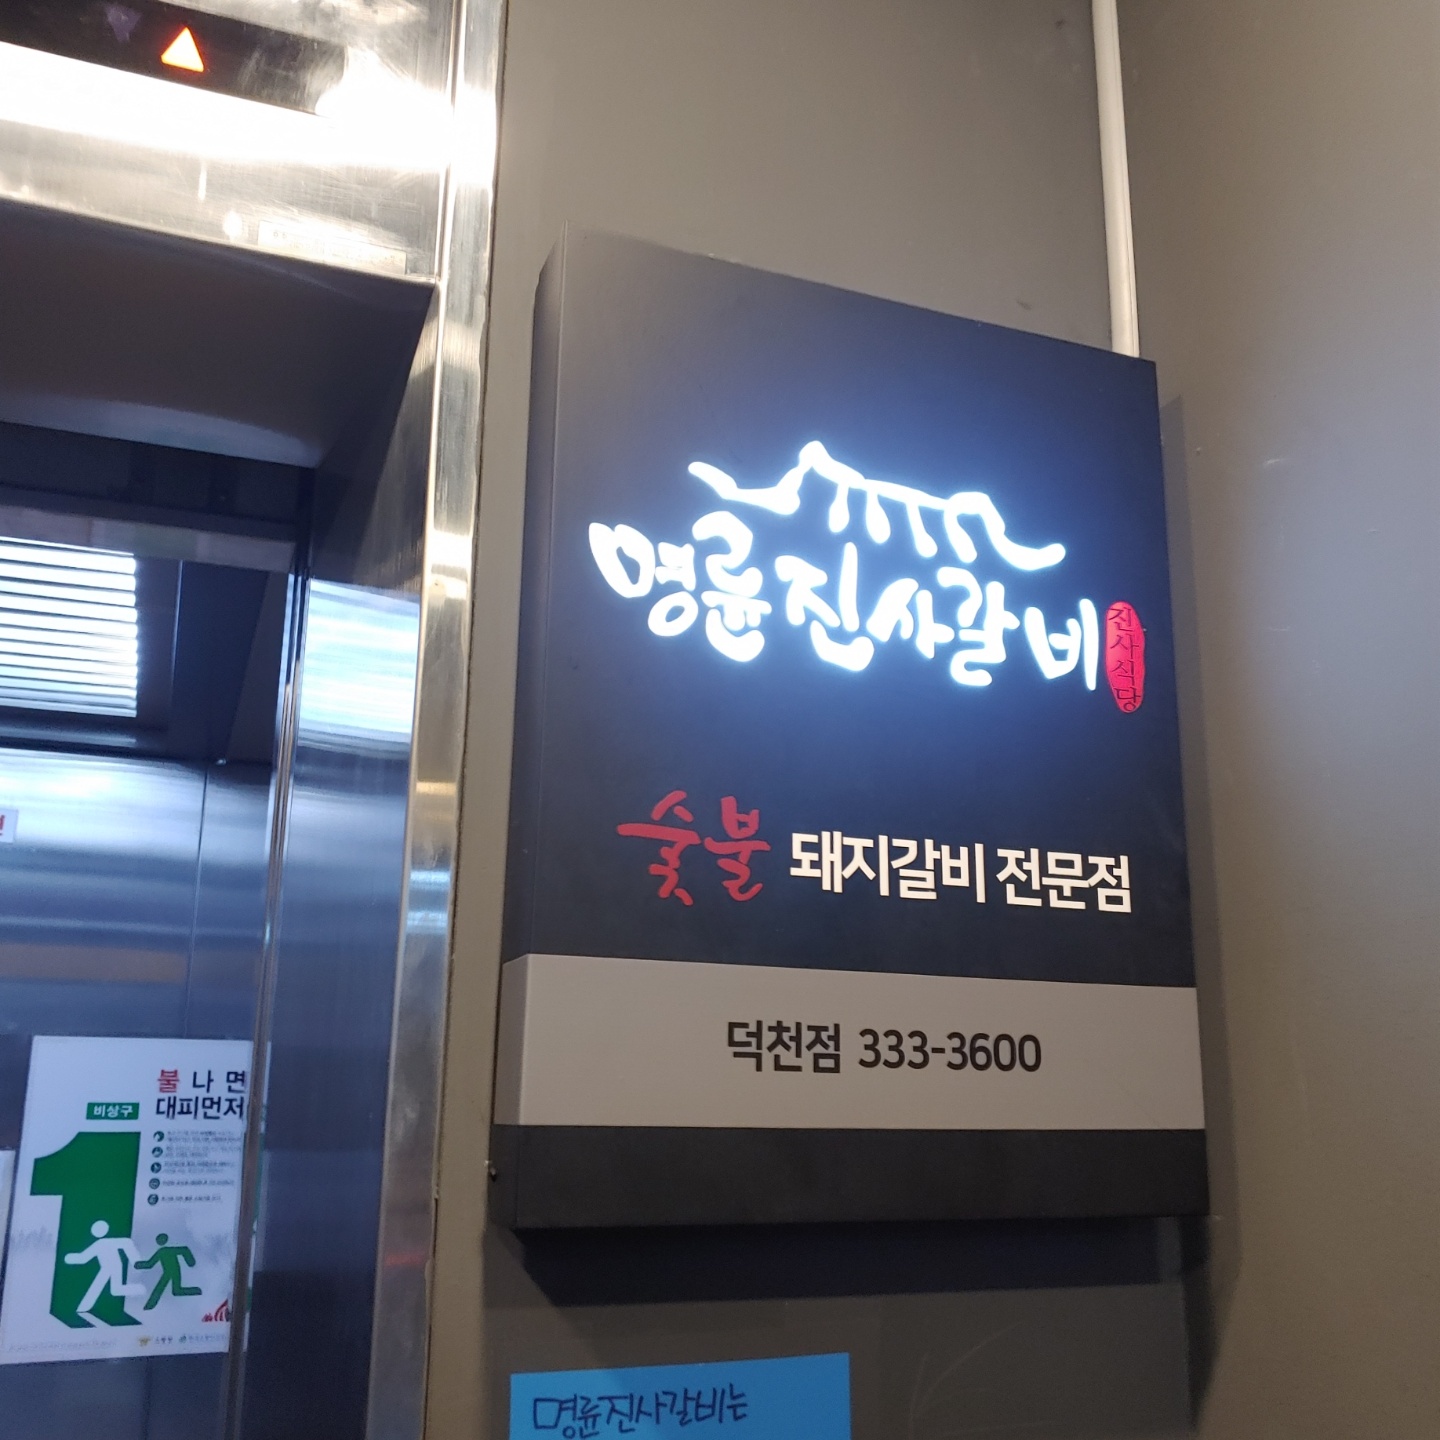 명륜진사갈비
진사식당
숯불 돼지갈비 전문점
덕천점 333-3600
불나면
대피먼저
비상구
1
명륜진사갈비는